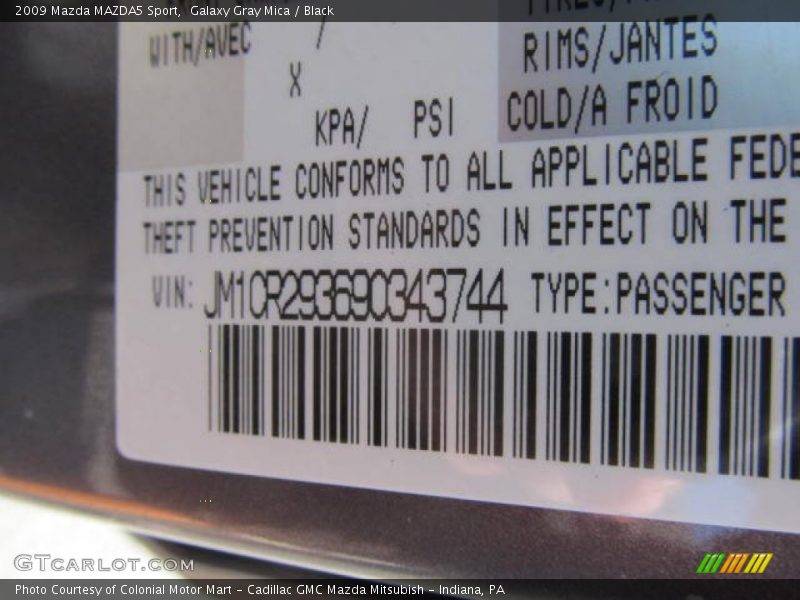 2009 Mazda MAZDA5 Sport, Galaxy Gray Mica / Black
WITH/AVEC /
RIMS/JANTES
X
KPA/ PSI COLD/A FROID
THIS VEHICLE CONFORMS TO ALL APPLICABLE FEDE
THEFT PREVENTION STANDARDS IN EFFECT ON THE
VIN: JM1CR293690343744 TYPE:PASSENGER
GTcarlot.com
Photo Courtesy of Colonial Motor Mart - Cadillac GMC Mazda Mitsubish - Indiana, PA